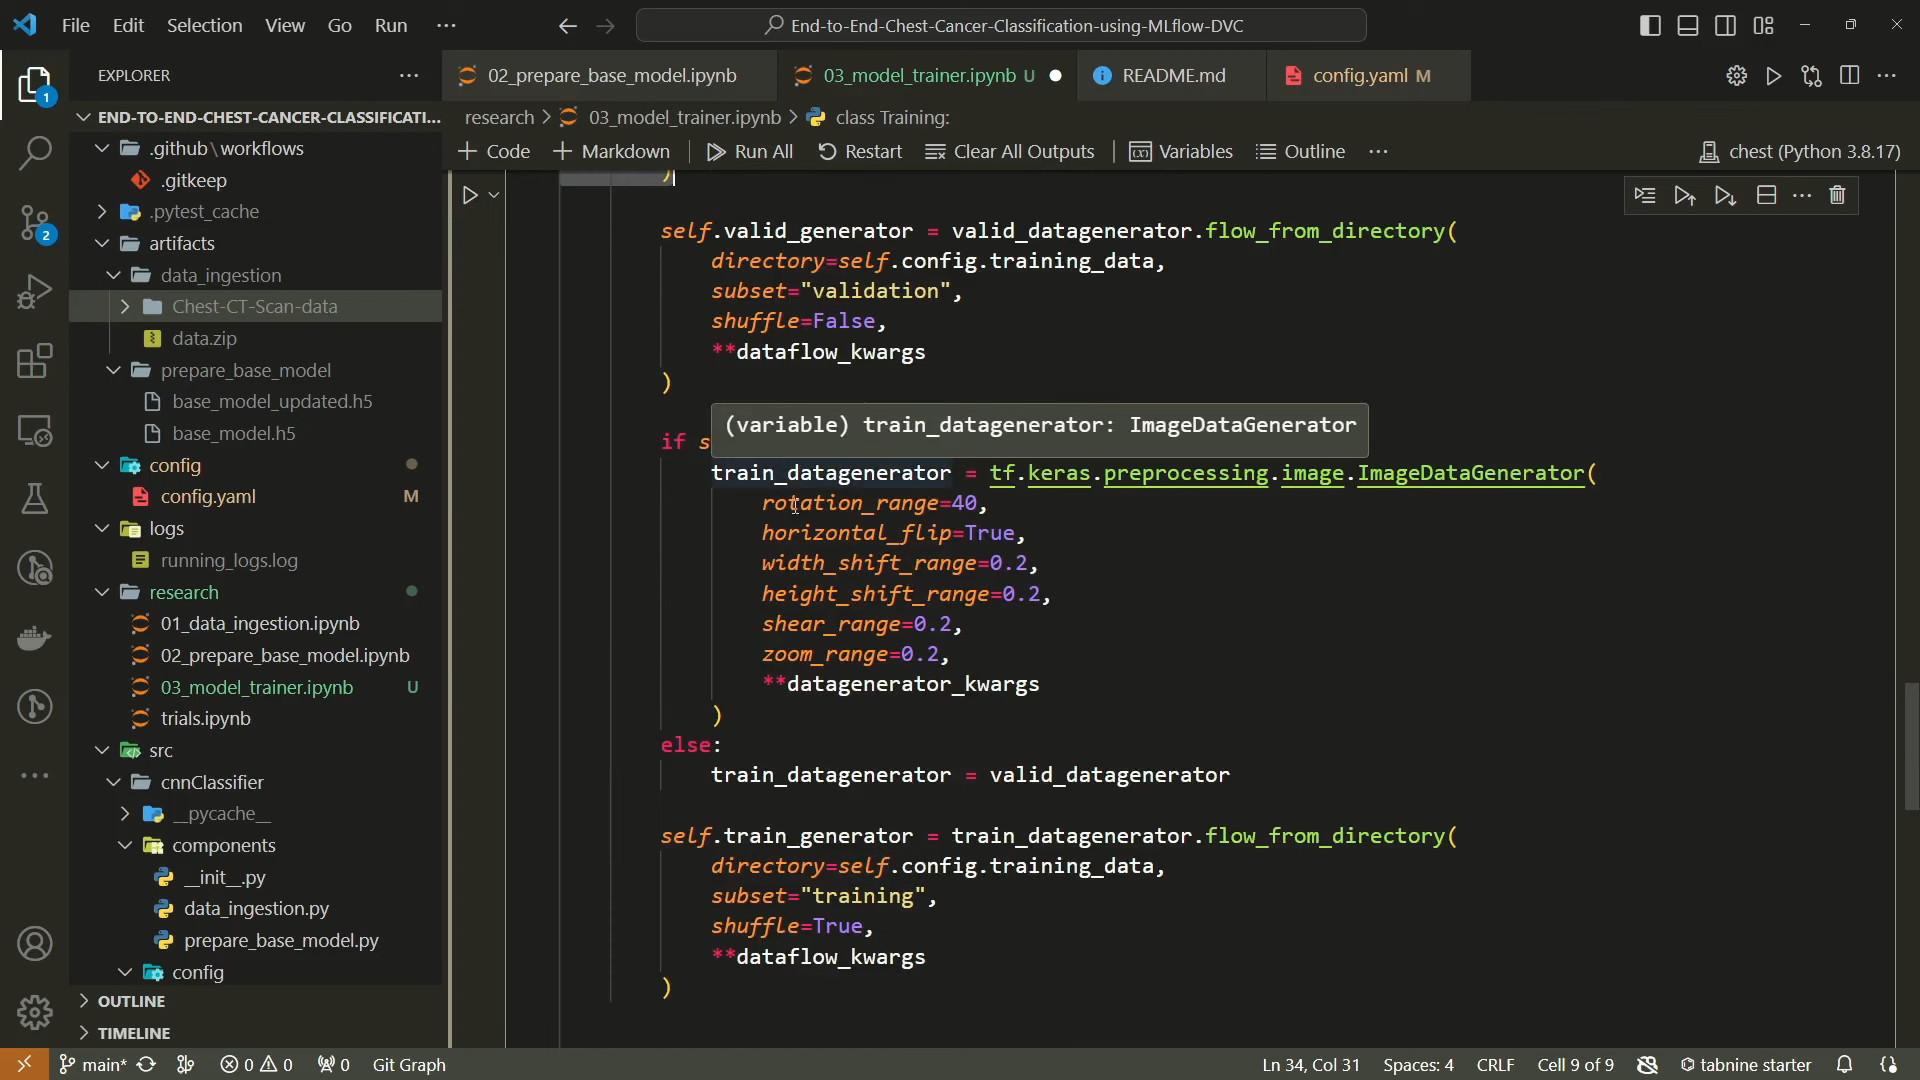 File Edit Selection View Go Run ···
End-to-End-Chest-Cancer-Classification-using-MLflow-DVC
EXPLORER
END-TO-END-CHEST-CANCER-CLASSIFICATI...
.github\workflows
.gitkeep
.pytest_cache
artifacts
data_ingestion
Chest-CT-Scan-data
data.zip
prepare_base_model
base_model_updated.h5
base_model.h5
config
config.yaml M
logs
running_logs.log
research
01_data_ingestion.ipynb
02_prepare_base_model.ipynb
03_model_trainer.ipynb U
trials.ipynb
src
cnnClassifier
__pycache__
components
__init__.py
data_ingestion.py
prepare_base_model.py
config
OUTLINE
TIMELINE
1
2
02_prepare_base_model.ipynb
03_model_trainer.ipynb U
README.md
config.yaml M
research > 03_model_trainer.ipynb > class Training:
+ Code + Markdown Run All Restart Clear All Outputs Variables Outline ···
chest (Python 3.8.17)
)
self.valid_generator = valid_datagenerator.flow_from_directory(
directory=self.config.training_data,
subset="validation",
shuffle=False,
**dataflow_kwargs
)
(variable) train_datagenerator: ImageDataGenerator
if s
train_datagenerator = tf.keras.preprocessing.image.ImageDataGenerator(
rotation_range=40,
horizontal_flip=True,
width_shift_range=0.2,
height_shift_range=0.2,
shear_range=0.2,
zoom_range=0.2,
**datagenerator_kwargs
)
else:
train_datagenerator = valid_datagenerator
self.train_generator = train_datagenerator.flow_from_directory(
directory=self.config.training_data,
subset="training",
shuffle=True,
**dataflow_kwargs
)
main* 0 0 0 Git Graph
Ln 34, Col 31 Spaces: 4 CRLF Cell 9 of 9 tabnine starter